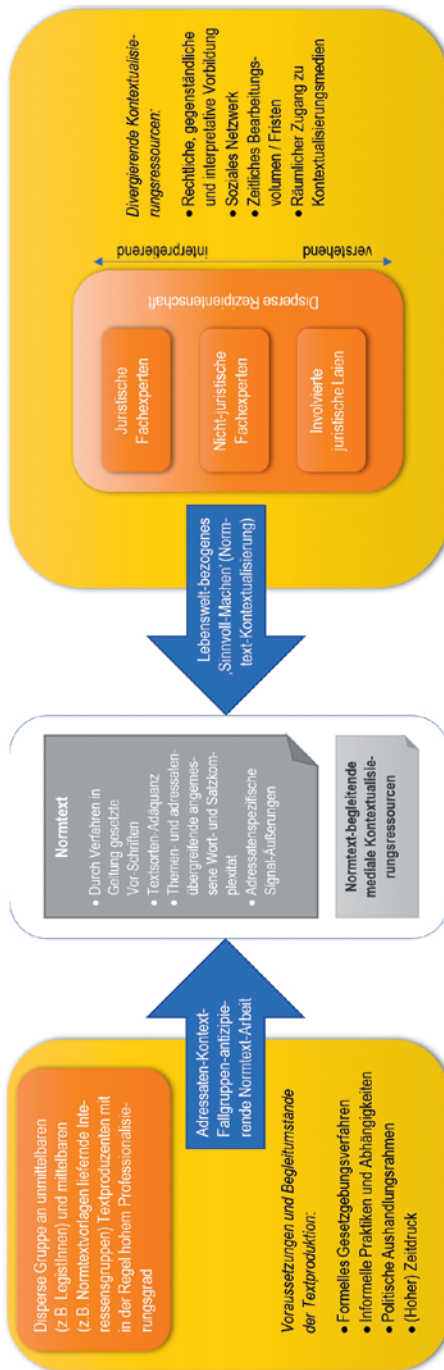 Disperse Gruppe an unmittelbaren
(z.B. LegistInnen) und mittelbaren
(z.B. Normtextvorlagen liefernde Inte-
ressensgruppen) Textproduzenten mit
in der Regel hohem Professionalisie-
rungsgrad
Voraussetzungen und Begleitumstände
der Textproduktion:
• Formelles Gesetzgebungsverfahren
• Informelle Praktiken und Abhängigkeiten
• Politische Aushandlungsrahmen
• (Hoher) Zeitdruck
Adressaten-Kontext-
Fallgruppen-antizipie-
rende Normtext-Arbeit
Normtext
• Durch Verfahren in
Geltung gesetzte
Vor-Schriften
• Textsorten-Adäquanz
• Themen- und adressaten-
übergreifende angemes-
sene Wort- und Satzkom-
plexität
• Adressatenspezifische
Signal-Äußerungen
Normtext-begleitende
mediale Kontextualisie-
rungsressourcen
Lebenswelt-bezogenes
‚Sinnvoll-Machen' (Norm-
text-Kontextualisierung)
Juristische
Fachexperten
Nicht-juristische
Fachexperten
Involvierte
juristische Laien
Disperse Rezipientenschaft
interpretierend
verstehend
Divergierende Kontextualisie-
rungsressourcen:
• Rechtliche, gegenständliche
und interpretative Vorbildung
• Soziales Netzwerk
• Zeitliches Bearbeitungs-
volumen / Fristen
• Räumlicher Zugang zu
Kontextualisierungsmedien